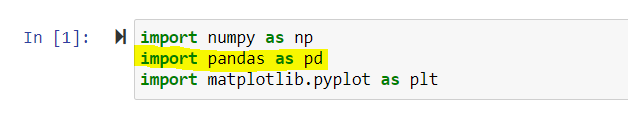 In [1]:
import numpy as np
import pandas as pd
import matplotlib.pyplot as plt